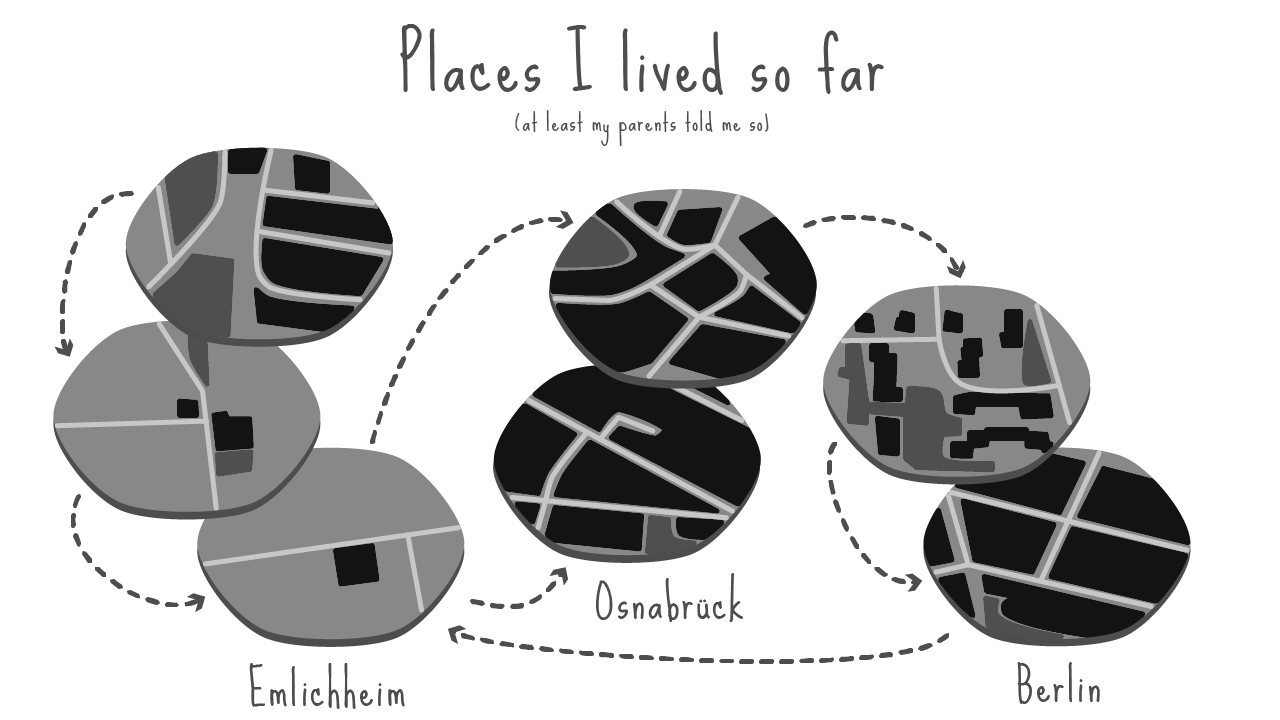 Places I lived so far
(at least my parents told me so)
Osnabrück
Emlichheim
Berlin